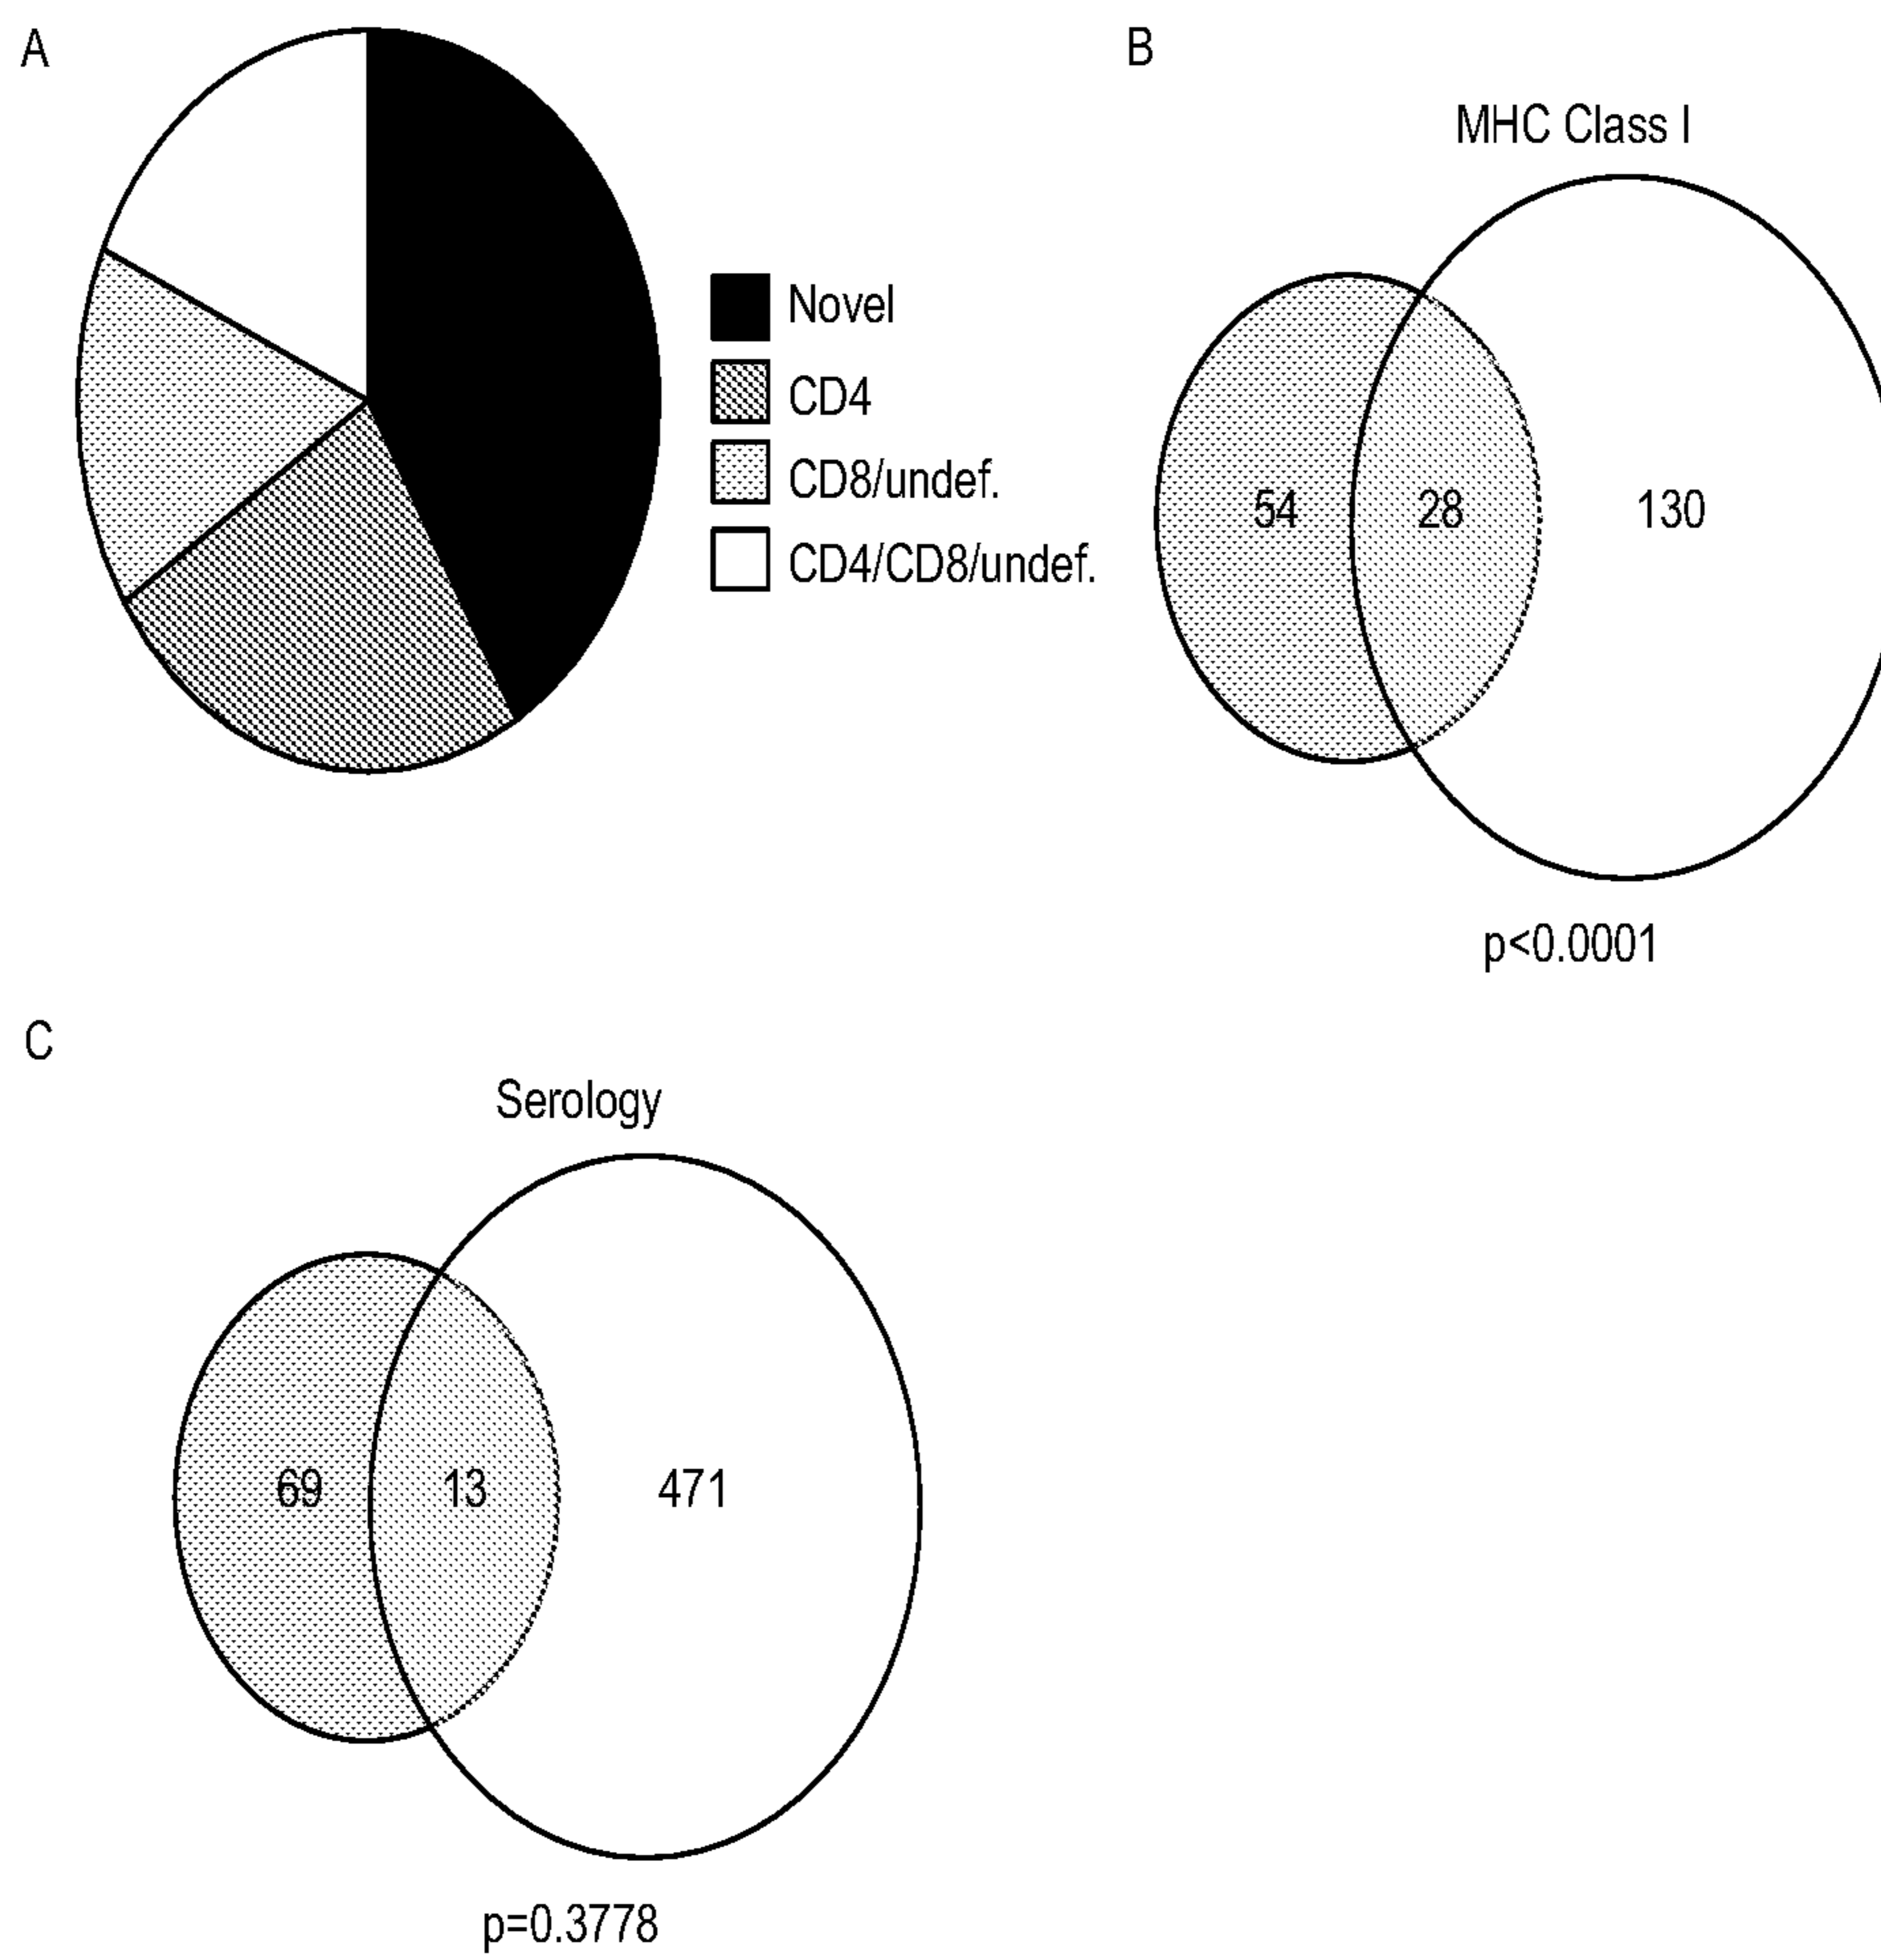 A
Novel
CD4
CD8/undef.
CD4/CD8/undef.
B
MHC Class I
54 28 130
p<0.0001
C
Serology
69 13 471
p=0.3778